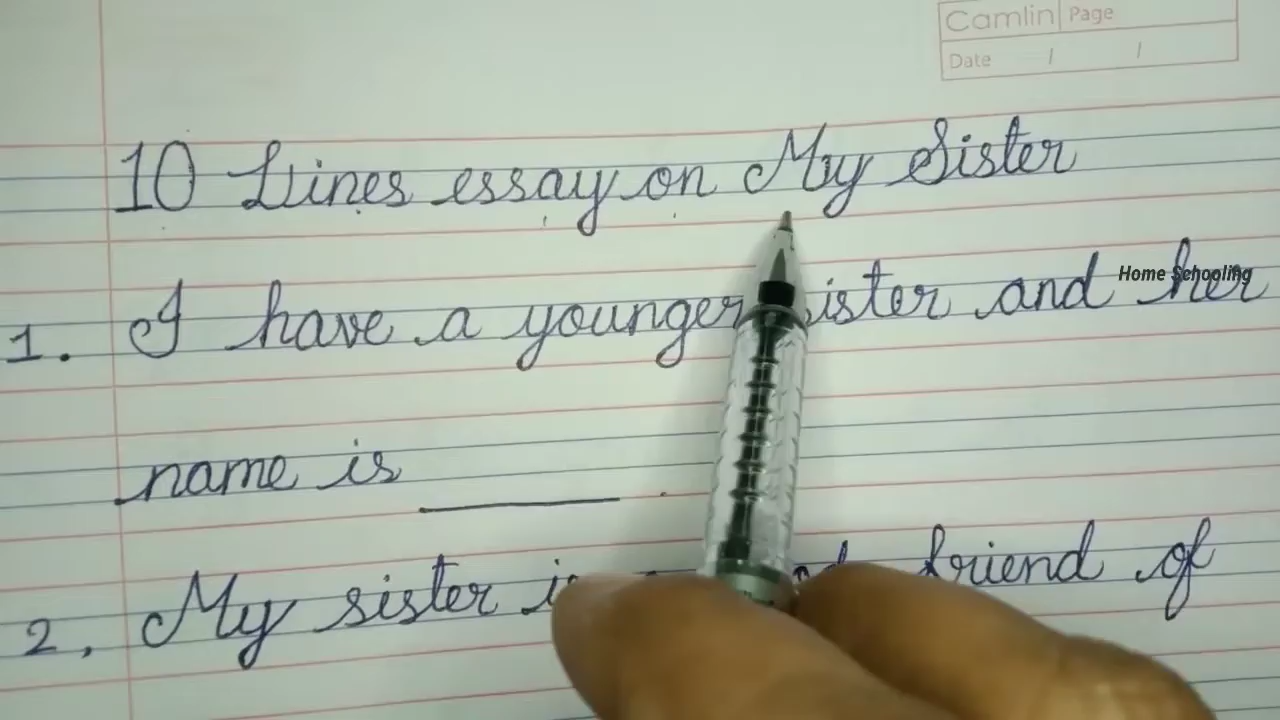 Camlin Page
Date / /
10 Lines essay on My Sister
1. I have a younger sister and her
Home Schooling
name is ______ .
2. My sister is friend of